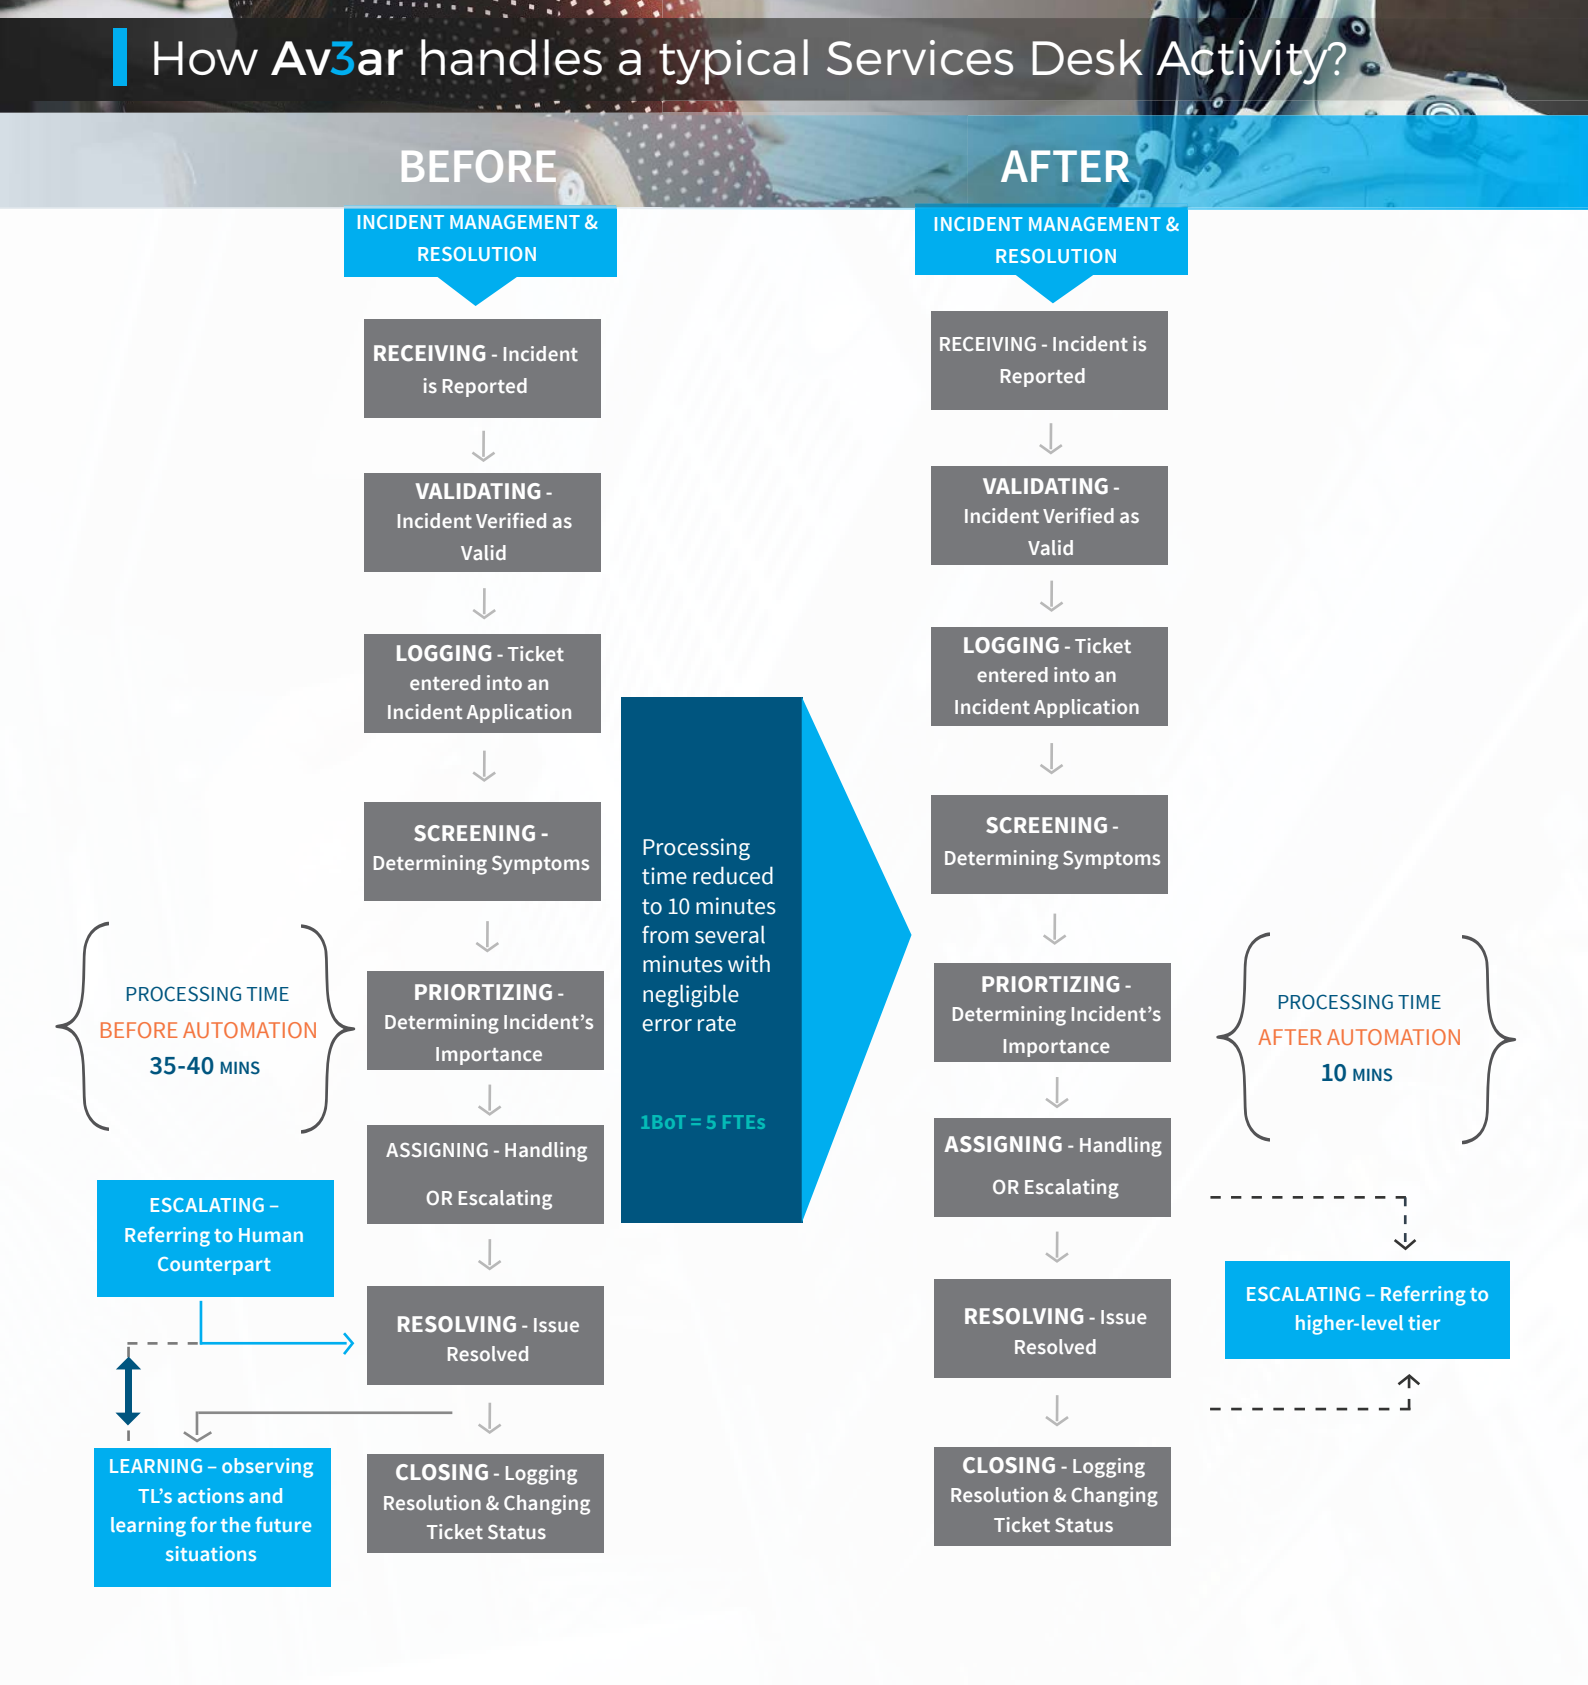 How Av3ar handles a typical Services Desk Activity?
BEFORE
INCIDENT MANAGEMENT &
RESOLUTION
RECEIVING - Incident
is Reported
VALIDATING -
Incident Verified as
Valid
LOGGING - Ticket
entered into an
Incident Application
SCREENING -
Determining Symptoms
PRIORTIZING -
Determining Incident's
Importance
ASSIGNING - Handling
OR Escalating
RESOLVING - Issue
Resolved
CLOSING - Logging
Resolution & Changing
Ticket Status
PROCESSING TIME
BEFORE AUTOMATION
35-40 MINS
ESCALATING –
Referring to Human
Counterpart
LEARNING – observing
TL's actions and
learning for the future
situations
Processing
time reduced
to 10 minutes
from several
minutes with
negligible
error rate
1BoT = 5 FTEs
AFTER
INCIDENT MANAGEMENT &
RESOLUTION
RECEIVING - Incident is
Reported
VALIDATING -
Incident Verified as
Valid
LOGGING - Ticket
entered into an
Incident Application
SCREENING -
Determining Symptoms
PRIORTIZING -
Determining Incident's
Importance
ASSIGNING - Handling
OR Escalating
RESOLVING - Issue
Resolved
CLOSING - Logging
Resolution & Changing
Ticket Status
PROCESSING TIME
AFTER AUTOMATION
10 MINS
ESCALATING – Referring to
higher-level tier